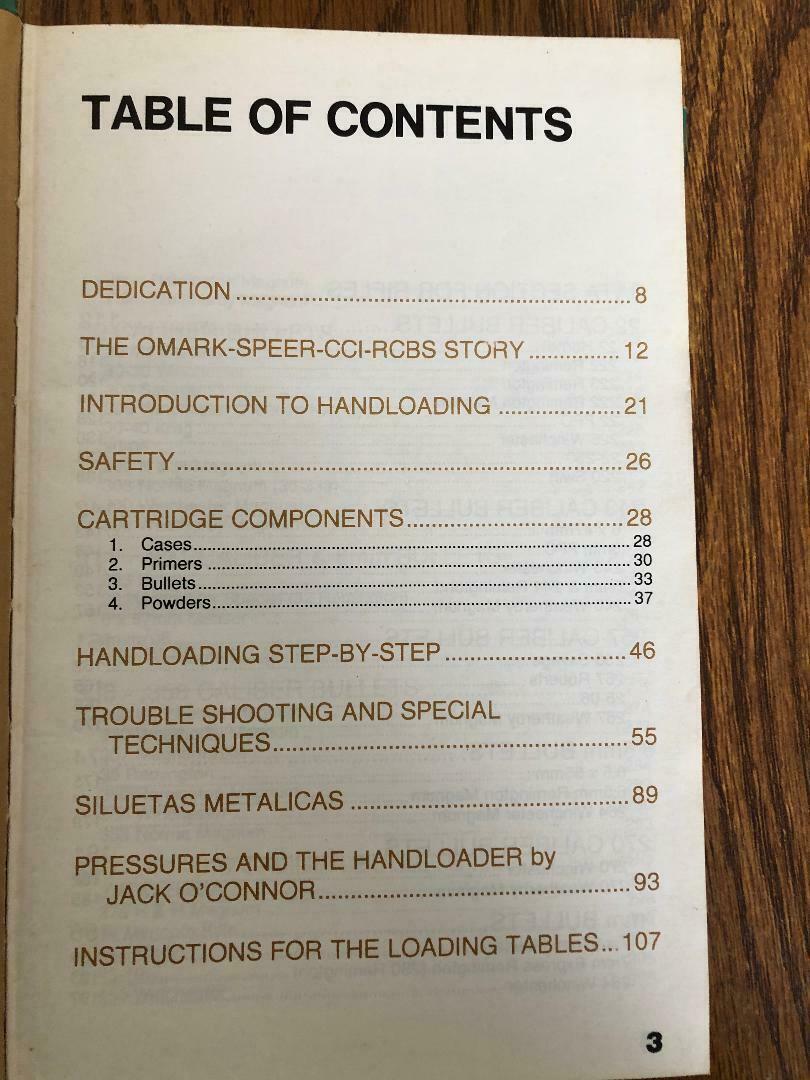 TABLE OF CONTENTS
DEDICATION ........................................................ 8
THE OMARK-SPEER-CCI-RCBS STORY .............12
INTRODUCTION TO HANDLOADING ..................21
SAFETY................................................................ 26
CARTRIDGE COMPONENTS...............................28
1. Cases.................................................................................................28
2. Primers ..............................................................................................30
3. Bullets................................................................................................33
4. Powders.............................................................................................37
HANDLOADING STEP-BY-STEP ..........................46
TROUBLE SHOOTING AND SPECIAL
TECHNIQUES...................................................55
SILUETAS METALICAS ........................................89
PRESSURES AND THE HANDLOADER by
JACK O'CONNOR.............................................93
INSTRUCTIONS FOR THE LOADING TABLES...107
3